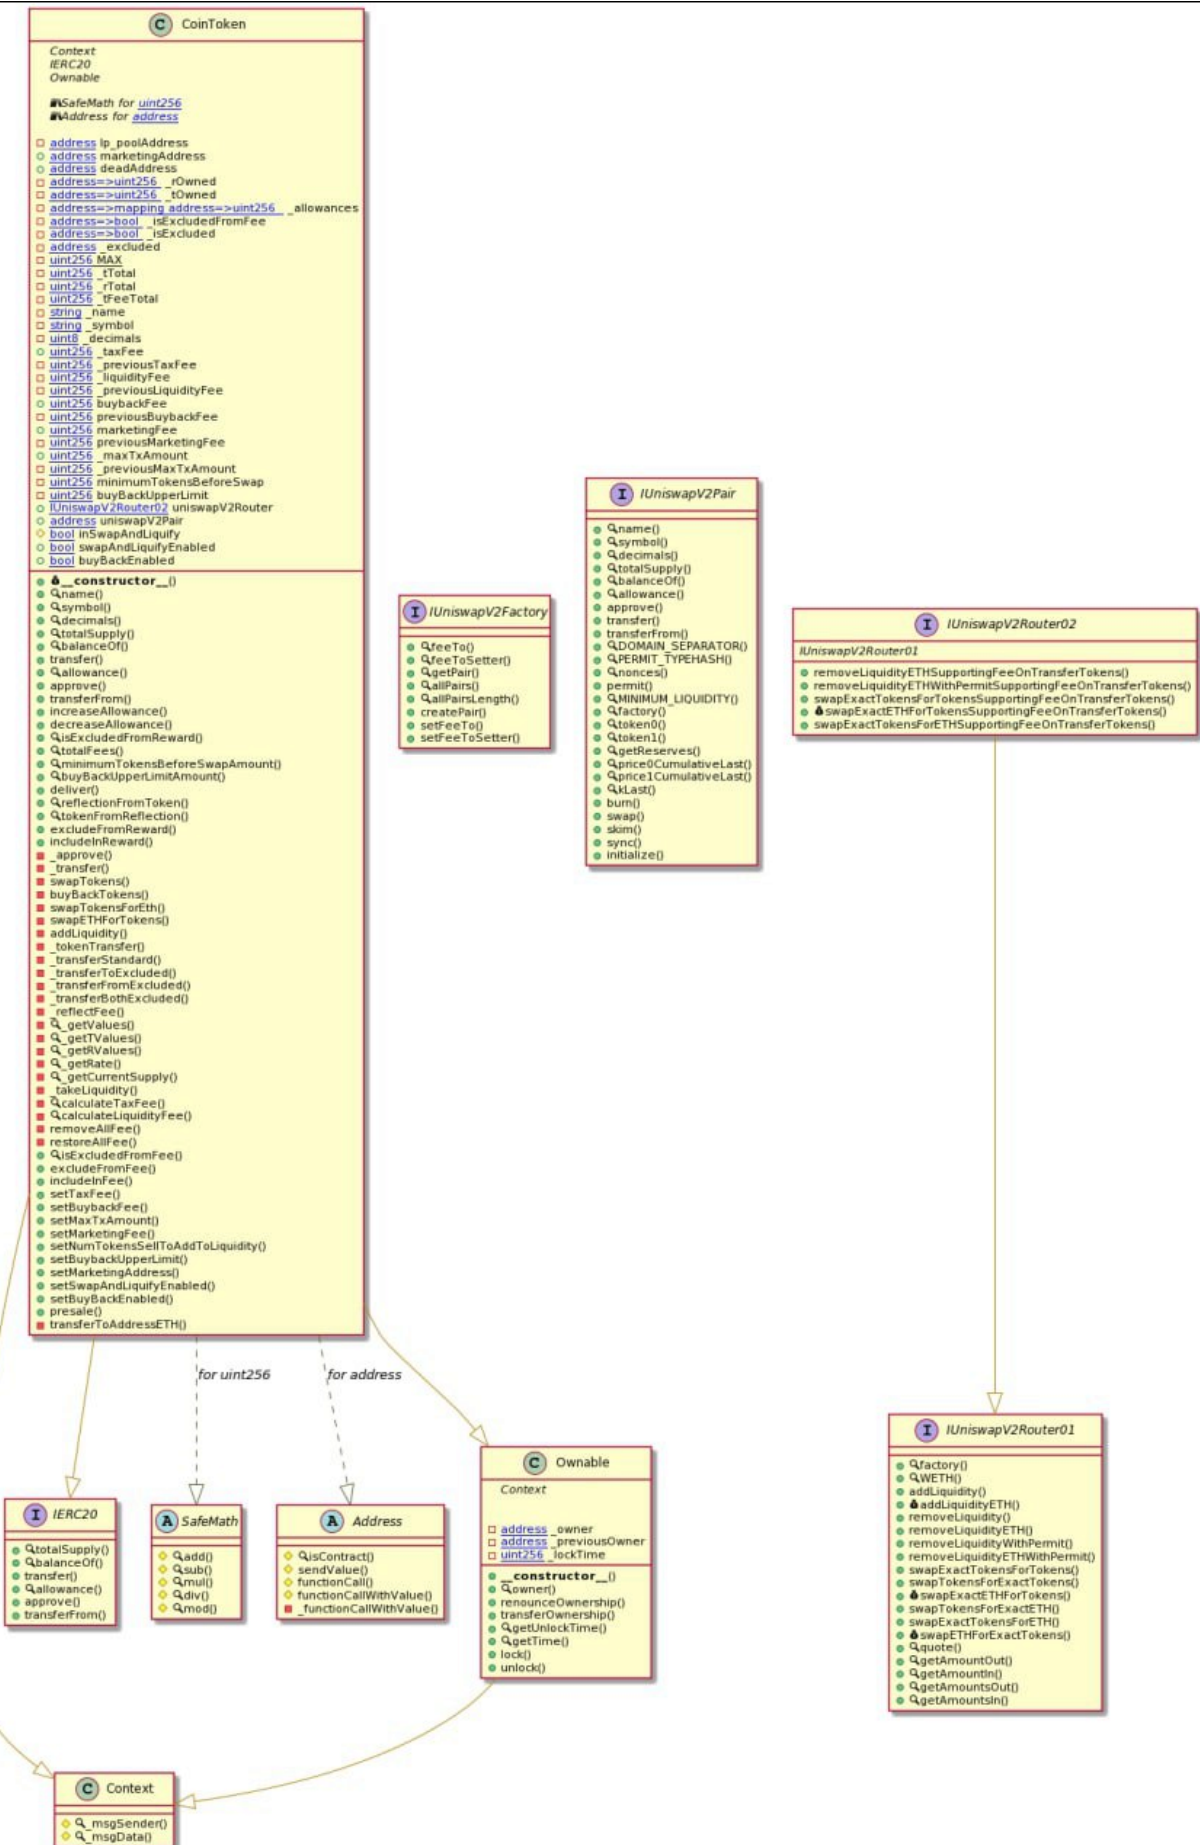 C CoinToken
Context
IERC20
Ownable
SafeMath for uint256
Address for address
address lp_poolAddress
address marketingAddress
address deadAddress
address=>uint256 _rOwned
address=>uint256 _tOwned
address=>mapping address=>uint256 _allowances
address=>bool _isExcludedFromFee
address=>bool _isExcluded
address _excluded
uint256 MAX
uint256 _tTotal
uint256 _rTotal
uint256 _tFeeTotal
string _name
string _symbol
uint8 _decimals
uint256 _taxFee
uint256 _previousTaxFee
uint256 _liquidityFee
uint256 _previousLiquidityFee
uint256 buybackFee
uint256 previousBuybackFee
uint256 marketingFee
uint256 previousMarketingFee
uint256 _maxTxAmount
uint256 _previousMaxTxAmount
uint256 minimumTokensBeforeSwap
uint256 buyBackUpperLimit
IUniswapV2Router02 uniswapV2Router
address uniswapV2Pair
bool inSwapAndLiquify
bool swapAndLiquifyEnabled
bool buyBackEnabled
__constructor__()
name()
symbol()
decimals()
totalSupply()
balanceOf()
transfer()
allowance()
approve()
transferFrom()
increaseAllowance()
decreaseAllowance()
isExcludedFromReward()
totalFees()
minimumTokensBeforeSwapAmount()
buyBackUpperLimitAmount()
deliver()
reflectionFromToken()
tokenFromReflection()
excludeFromReward()
includeInReward()
_approve()
_transfer()
swapTokens()
buyBackTokens()
swapTokensForEth()
swapETHForTokens()
addLiquidity()
_tokenTransfer()
_transferStandard()
_transferToExcluded()
_transferFromExcluded()
_transferBothExcluded()
_reflectFee()
_getValues()
_getTValues()
_getRValues()
_getRate()
_getCurrentSupply()
_takeLiquidity()
calculateTaxFee()
calculateLiquidityFee()
removeAllFee()
restoreAllFee()
isExcludedFromFee()
excludeFromFee()
includeInFee()
setTaxFee()
setBuybackFee()
setMaxTxAmount()
setMarketingFee()
setNumTokensSellToAddToLiquidity()
setBuybackUpperLimit()
setMarketingAddress()
setSwapAndLiquifyEnabled()
setBuyBackEnabled()
presale()
transferToAddressETH()
I IUniswapV2Factory
feeTo()
feeToSetter()
getPair()
allPairs()
allPairsLength()
createPair()
setFeeTo()
setFeeToSetter()
I IUniswapV2Pair
name()
symbol()
decimals()
totalSupply()
balanceOf()
allowance()
approve()
transfer()
transferFrom()
DOMAIN_SEPARATOR()
PERMIT_TYPEHASH()
nonces()
permit()
MINIMUM_LIQUIDITY()
factory()
token0()
token1()
getReserves()
price0CumulativeLast()
price1CumulativeLast()
kLast()
burn()
swap()
skim()
sync()
initialize()
I IUniswapV2Router02
IUniswapV2Router01
removeLiquidityETHSupportingFeeOnTransferTokens()
removeLiquidityETHWithPermitSupportingFeeOnTransferTokens()
swapExactTokensForTokensSupportingFeeOnTransferTokens()
swapExactETHForTokensSupportingFeeOnTransferTokens()
swapExactTokensForETHSupportingFeeOnTransferTokens()
for uint256
for address
I IERC20
totalSupply()
balanceOf()
transfer()
allowance()
approve()
transferFrom()
A SafeMath
add()
sub()
mul()
div()
mod()
A Address
isContract()
sendValue()
functionCall()
functionCallWithValue()
_functionCallWithValue()
C Ownable
Context
address _owner
address _previousOwner
uint256 _lockTime
__constructor__()
owner()
renounceOwnership()
transferOwnership()
getUnlockTime()
getTime()
lock()
unlock()
I IUniswapV2Router01
factory()
WETH()
addLiquidity()
addLiquidityETH()
removeLiquidity()
removeLiquidityETH()
removeLiquidityWithPermit()
removeLiquidityETHWithPermit()
swapExactTokensForTokens()
swapTokensForExactTokens()
swapExactETHForTokens()
swapTokensForExactETH()
swapExactTokensForETH()
swapETHForExactTokens()
quote()
getAmountOut()
getAmountIn()
getAmountsOut()
getAmountsIn()
C Context
_msgSender()
_msgData()